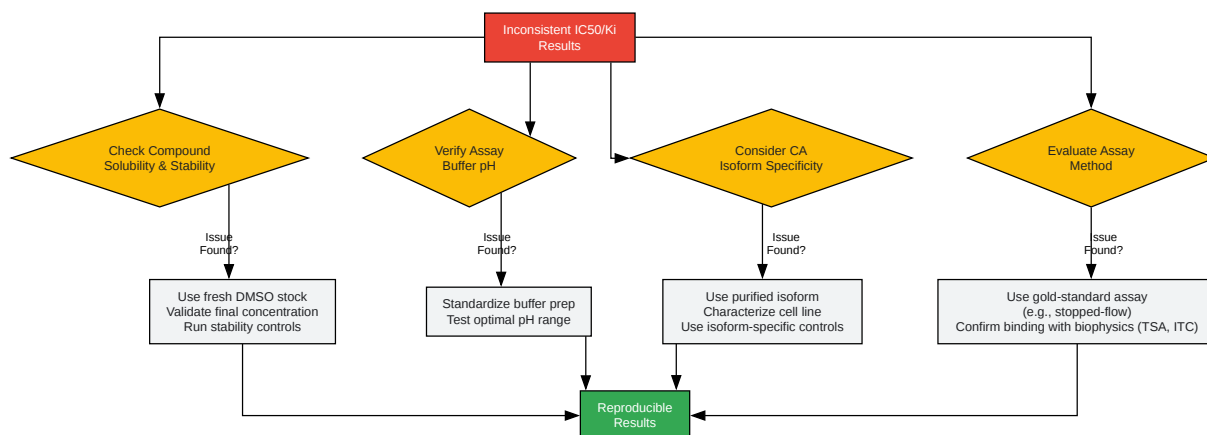 Inconsistent IC50/Ki
Results
Check Compound
Solubility & Stability
Verify Assay
Buffer pH
Consider CA
Isoform Specificity
Evaluate Assay
Method
Issue
Found?
Issue
Found?
Issue
Found?
Issue
Found?
Use fresh DMSO stock
Validate final concentration
Run stability controls
Standardize buffer prep
Test optimal pH range
Use purified isoform
Characterize cell line
Use isoform-specific controls
Use gold-standard assay
(e.g., stopped-flow)
Confirm binding with biophysics (TSA, ITC)
Reproducible
Results